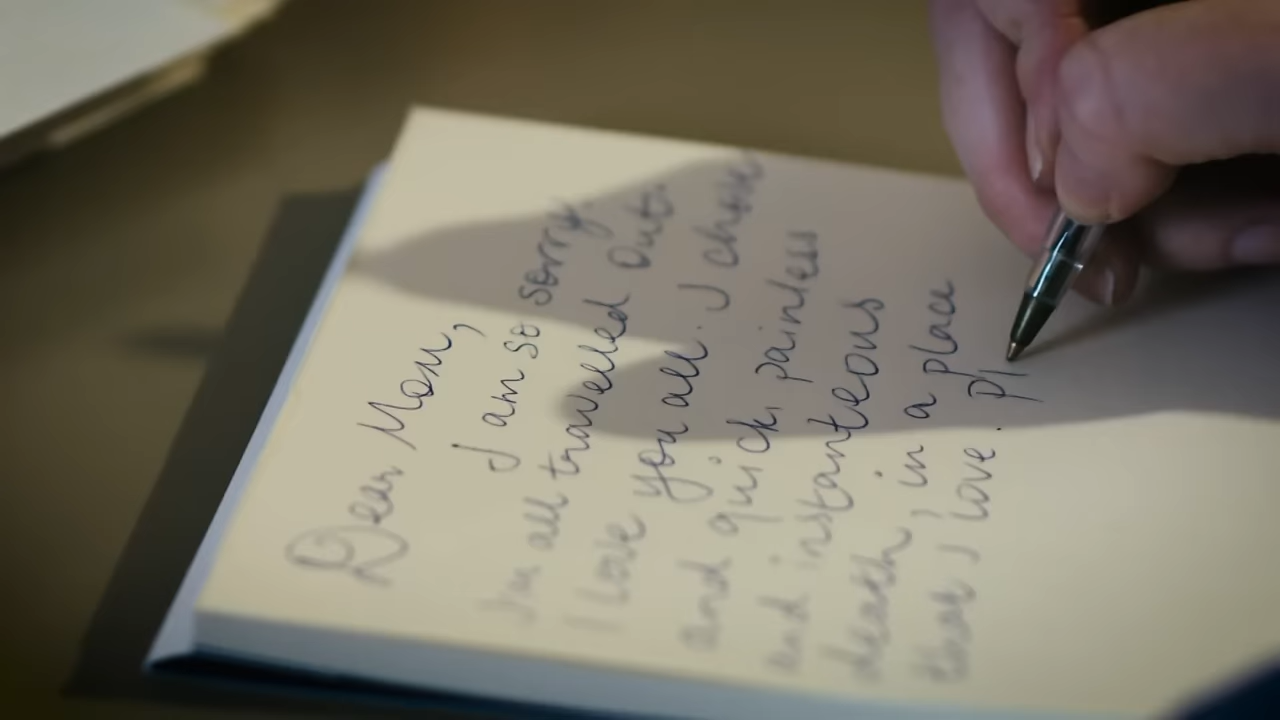 Dear Mom,
I am so sorry.
I'm all travelled out.
I love you all. I chose
and quick, painless
and instanteous
death, in a place
that I love. pl